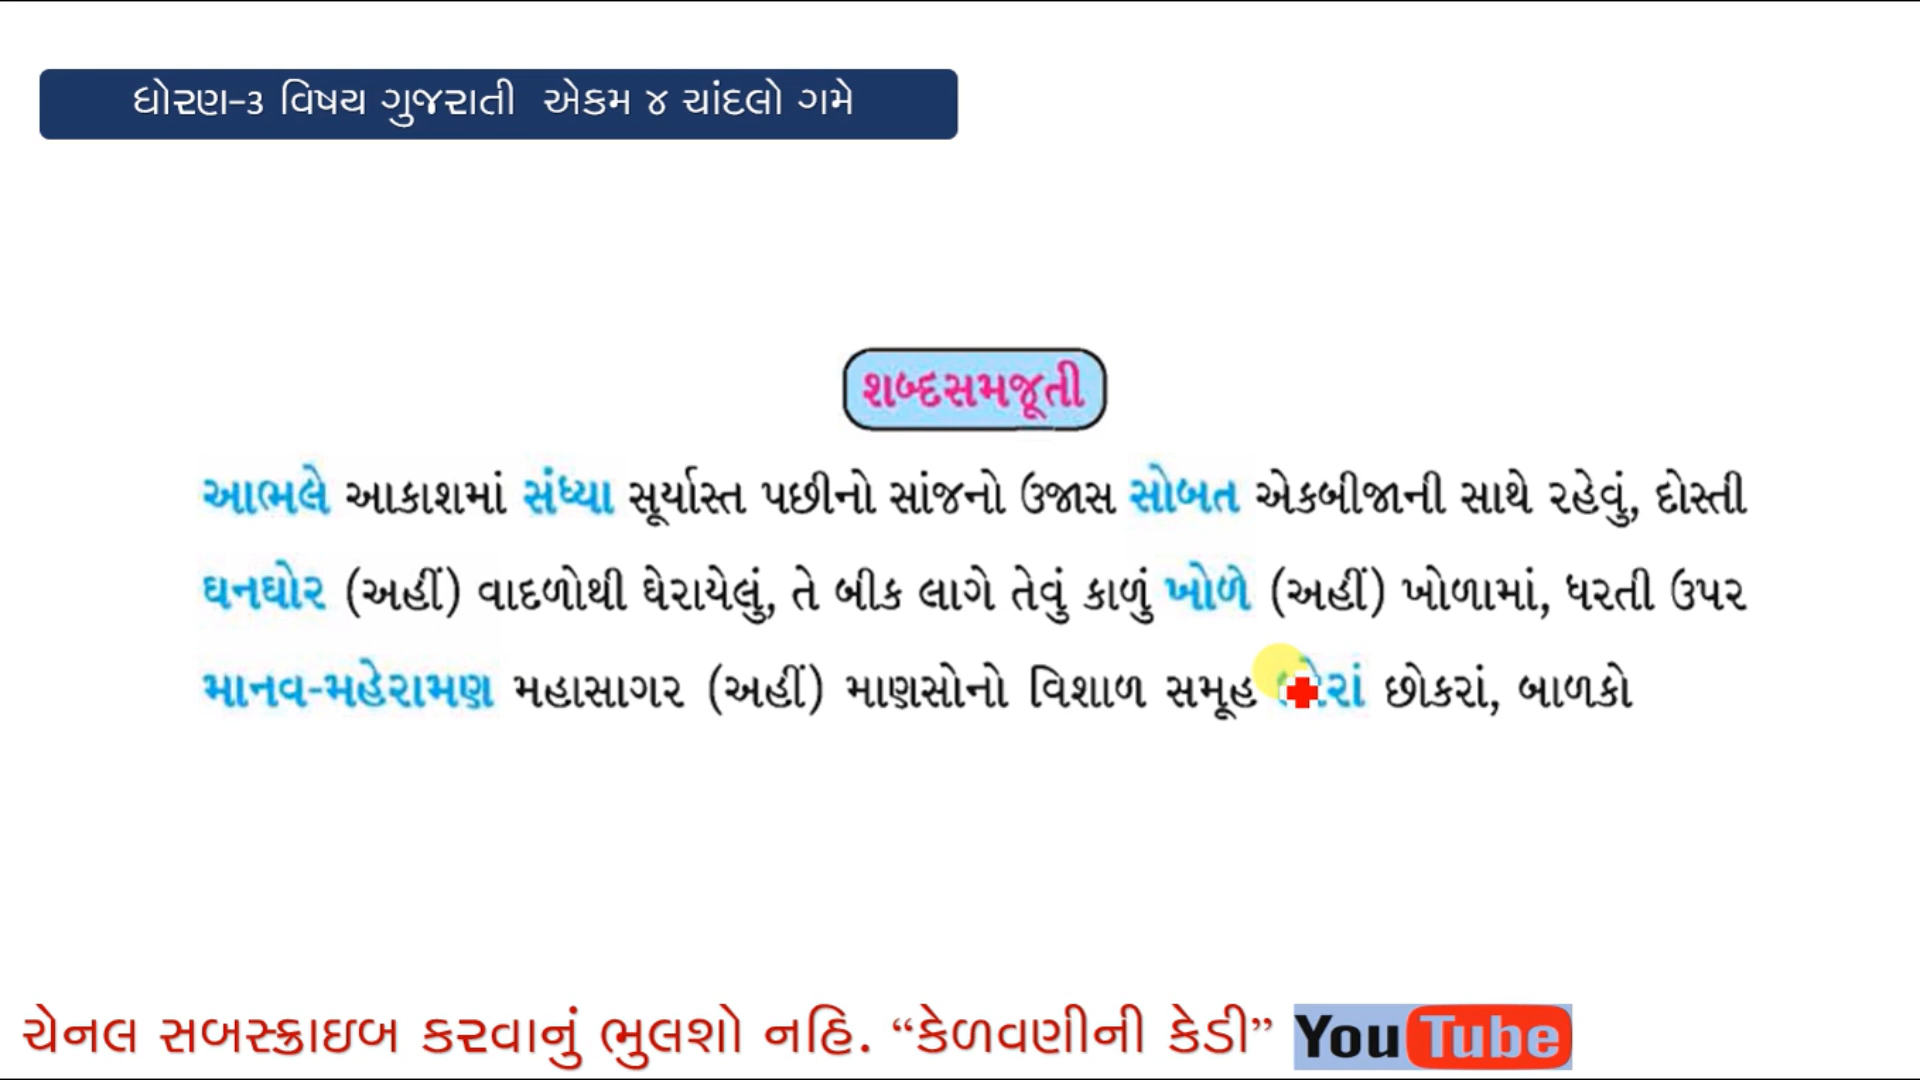 ધોરણ-૩ વિષય ગુજરાતી એકમ ૪ ચાંદલો ગમે
શબ્દસમજૂતી
આભલે આકાશમાં સંધ્યા સૂર્યાસ્ત પછીનો સાંજનો ઉજાસ સોબત એકબીજાની સાથે રહેવું, દોસ્તી
ઘનઘોર (અહીં) વાદળોથી ઘેરાયેલું, તે બીક લાગે તેવું કાળું ખોળે (અહીં) ખોળામાં, ધરતી ઉપર
માનવ-મહેરામણ મહાસાગર (અહીં) માણસોનો વિશાળ સમૂહ છોકરાં, બાળકો
ચેનલ સબસ્ક્રાઇબ કરવાનું ભુલશો નહિ. “કેળવણીની કેડી” YouTube